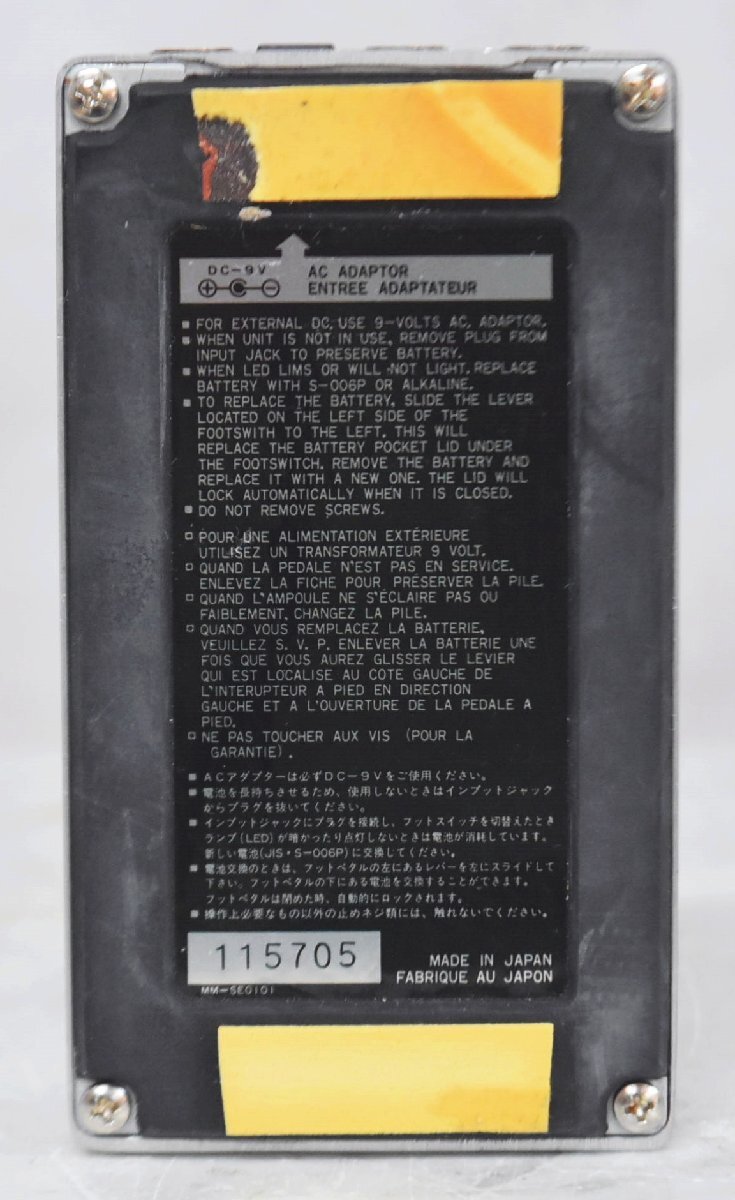 DC-9V
AC ADAPTOR
ENTREE ADAPTATEUR
■ FOR EXTERNAL DC, USE 9-VOLTS AC, ADAPTOR.
■ WHEN UNIT IS NOT IN USE, REMOVE PLUG FROM
INPUT JACK TO PRESERVE BATTERY.
■ WHEN LED LIMS OR WILL NOT LIGHT, REPLACE
BATTERY WITH S-006P OR ALKALINE.
■ TO REPLACE THE BATTERY, SLIDE THE LEVER
LOCATED ON THE LEFT SIDE OF THE
FOOTSWITH TO THE LEFT. THIS WILL
REPLACE THE BATTERY POCKET LID UNDER
THE FOOTSWITCH. REMOVE THE BATTERY AND
REPLACE IT WITH A NEW ONE. THE LID WILL
LOCK AUTOMATICALLY WHEN IT IS CLOSED.
■ DO NOT REMOVE SCREWS.
□ POUR UNE ALIMENTATION EXTÉRIEURE
UTILISEZ UN TRANSFORMATEUR 9 VOLT.
□ QUAND LA PEDALE N'EST PAS EN SERVICE.
ENLEVEZ LA FICHE POUR PRÉSERVER LA PILE.
□ QUAND L'AMPOULE NE S'ÉCLAIRE PAS OU
FAIBLEMENT, CHANGEZ LA PILE.
□ QUAND VOUS REMPLACEZ LA BATTERIE,
VEUILLEZ S. V. P. ENLEVER LA BATTERIE UNE
FOIS QUE VOUS AUREZ GLISSER LE LEVIER
QUI EST LOCALISE AU COTE GAUCHE DE
L'INTERUPTEUR A PIED EN DIRECTION
GAUCHE ET A L'OUVERTURE DE LA PEDALE A
PIED.
□ NE PAS TOUCHER AUX VIS (POUR LA
GARANTIE).
■ ACアダプターは必ずDC-9Vをご使用ください。
■ 電池を長持ちさせるため、使用しないときはインプットジャック
からプラグを抜いてください。
■ インプットジャックにプラグを接続し、フットスイッチを切替えたとき
ランプ(LED)が暗かったり点灯しないときは電池が消耗しています。
新しい電池(JIS・S-006P)に交換してください。
■ 電池交換のときは、フットペタルの左にあるレバーを左にスライドして
下さい。フットペタルの下にある電池を交換することができます。
フットペタルは閉めた時、自動的にロックされます。
■ 操作上必要なもの以外の止めネジ類には、触れないでください。
115705
MADE IN JAPAN
FABRIQUE AU JAPON
MM-SE0101